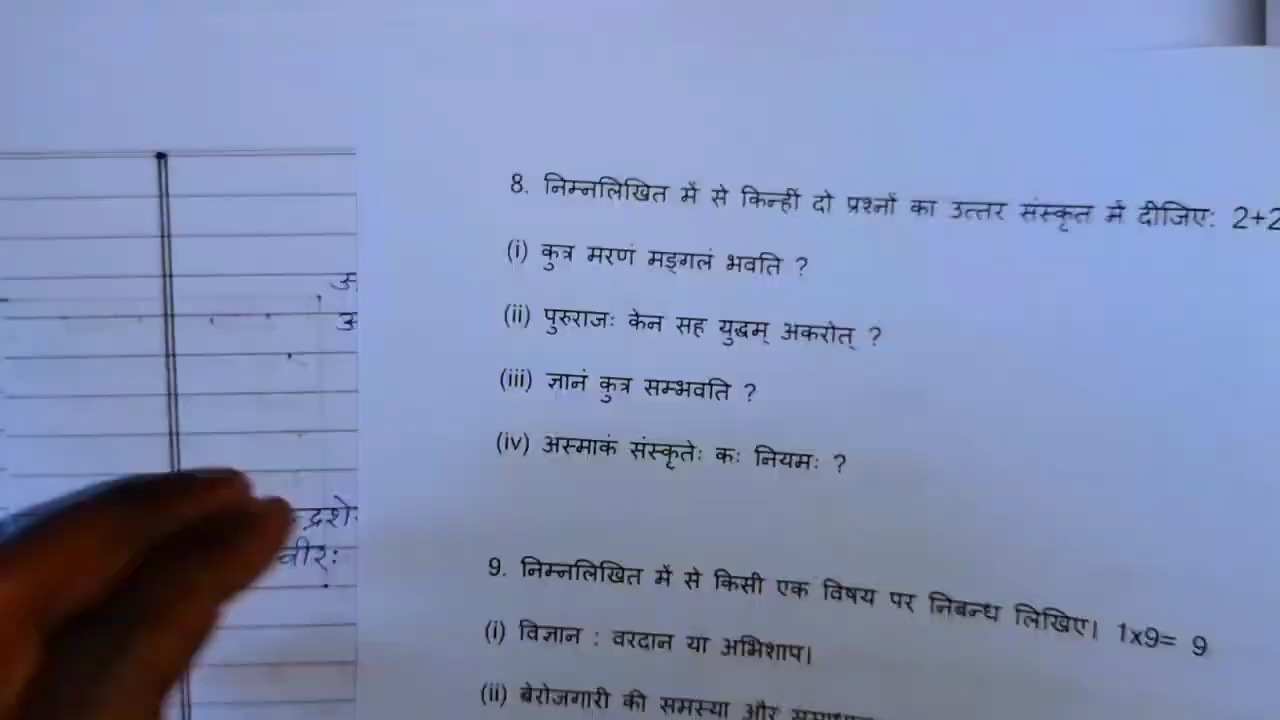 8. निम्नलिखित में से किन्हीं दो प्रश्नों का उत्तर संस्कृत में दीजिए: 2+2
(i) कुत्र मरणं मङ्गलं भवति ?
(ii) पुरुराजः केन सह युद्धम् अकरोत् ?
(iii) ज्ञानं कुत्र सम्भवति ?
(iv) अस्माकं संस्कृतेः कः नियमः ?
वीरः
9. निम्नलिखित में से किसी एक विषय पर निबन्ध लिखिए। 1x9= 9
(i) विज्ञान : वरदान या अभिशाप।
(ii) बेरोजगारी की समस्या और